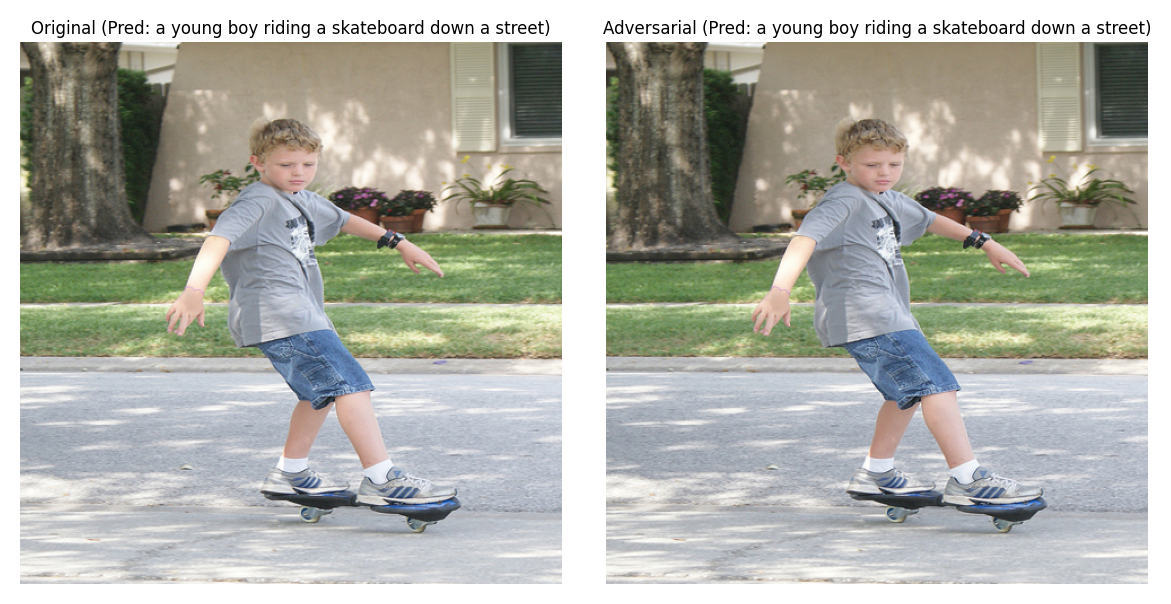 Original (Pred: a young boy riding a skateboard down a street)
Adversarial (Pred: a young boy riding a skateboard down a street)